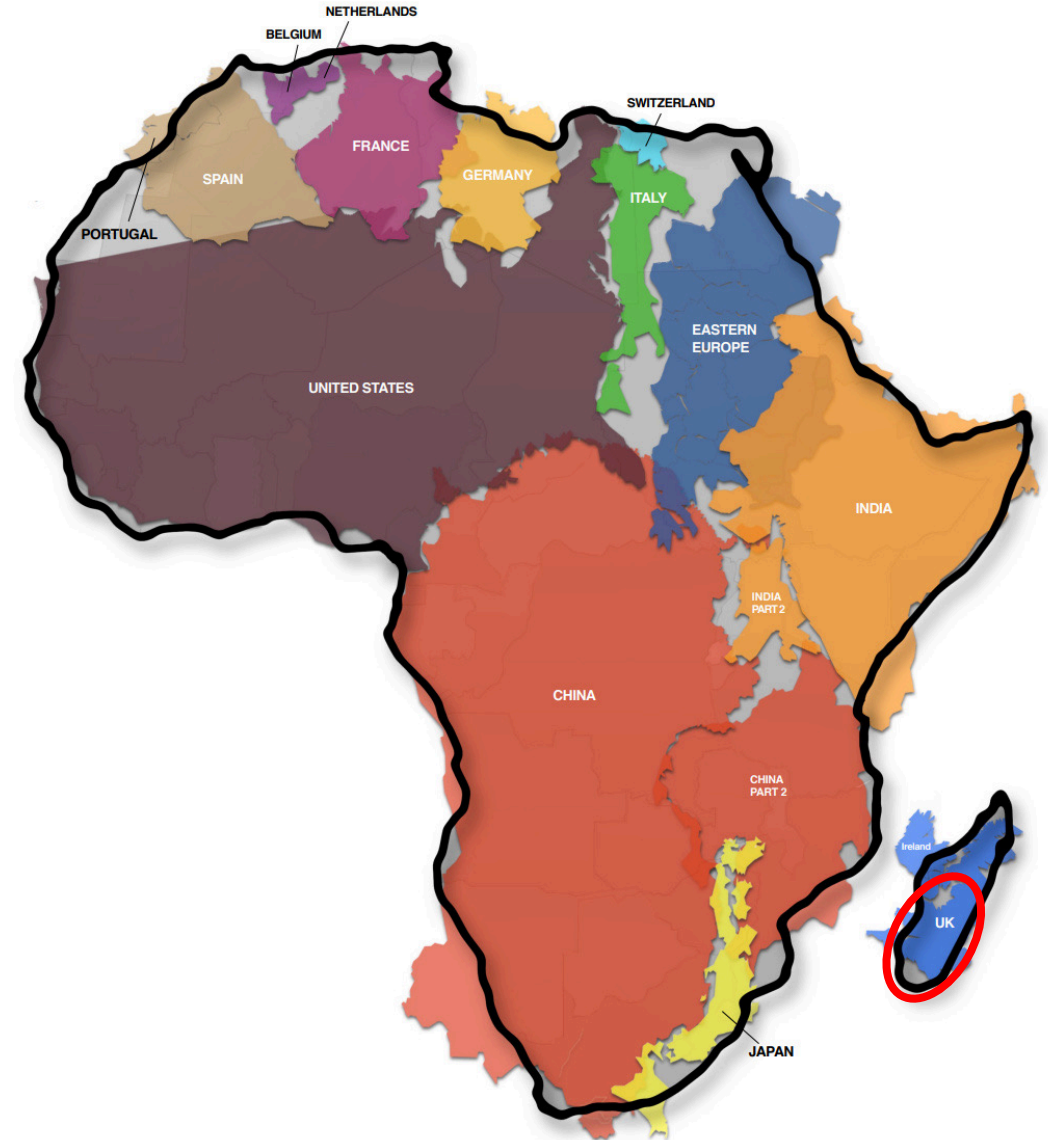 NETHERLANDS
BELGIUM
SWITZERLAND
FRANCE
SPAIN
GERMANY
ITALY
PORTUGAL
EASTERN
EUROPE
UNITED STATES
INDIA
INDIA
PART 2
CHINA
CHINA
PART 2
Ireland
UK
JAPAN